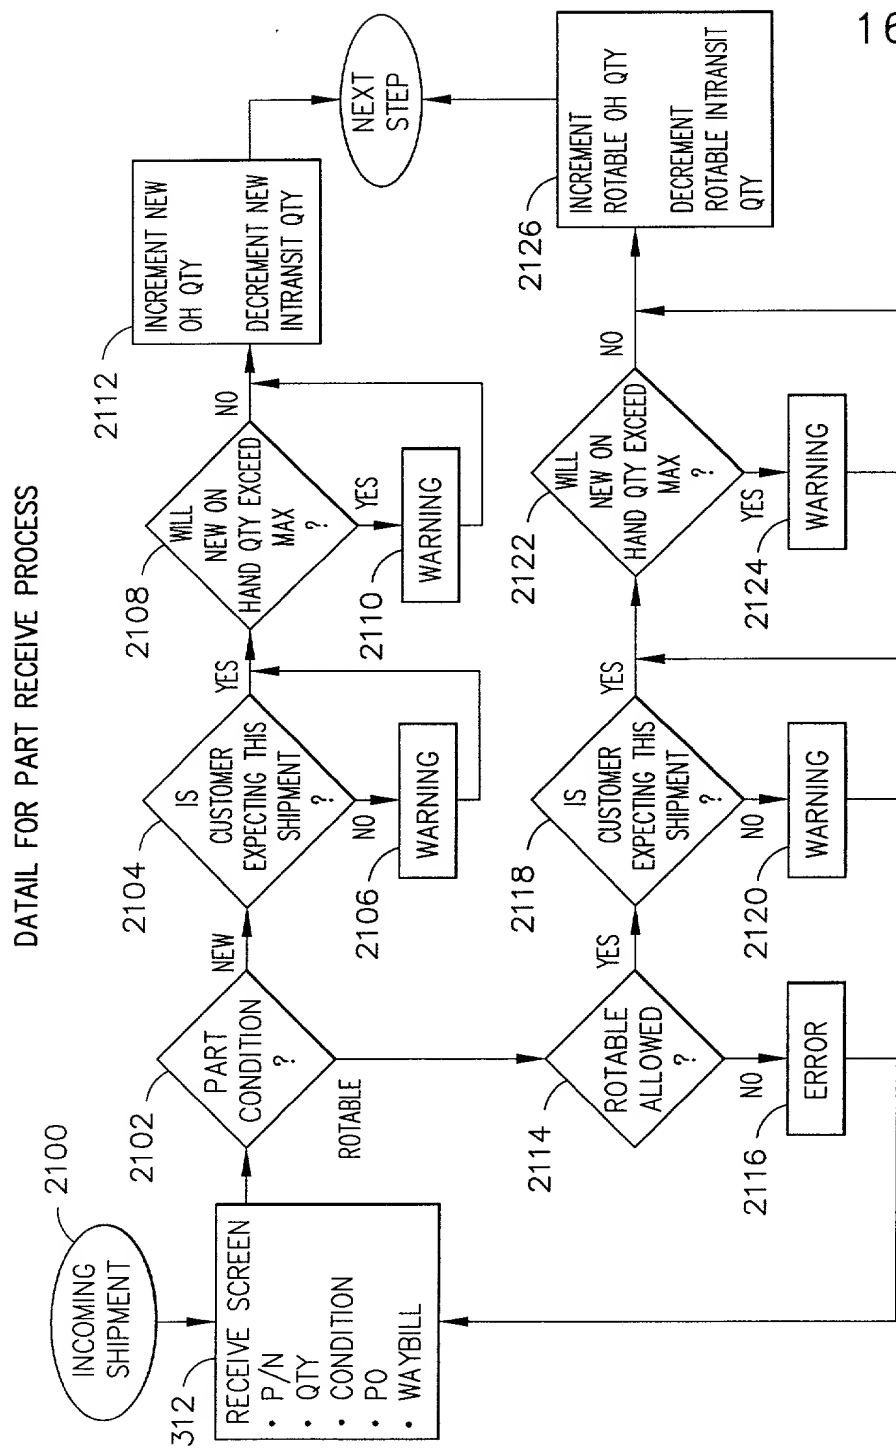 DATAIL FOR PART RECEIVE PROCESS
INCOMING
SHIPMENT
2100
312
RECEIVE SCREEN
• P/N
• QTY
• CONDITION
• PO
• WAYBILL
2102
PART
CONDITION
?
NEW
ROTABLE
2104
IS
CUSTOMER
EXPECTING THIS
SHIPMENT
?
YES
NO
2106
WARNING
2108
WILL
NEW ON
HAND QTY EXCEED
MAX
?
NO
YES
2110
WARNING
2112
INCREMENT NEW
OH QTY
DECREMENT NEW
INTRANSIT QTY
NEXT
STEP
2114
ROTABLE
ALLOWED
?
YES
NO
2116
ERROR
2118
IS
CUSTOMER
EXPECTING THIS
SHIPMENT
?
YES
NO
2120
WARNING
2122
WILL
NEW ON
HAND QTY EXCEED
MAX
?
NO
YES
2124
WARNING
2126
INCREMENT
ROTABLE OH QTY
DECREMENT
ROTABLE INTRANSIT
QTY